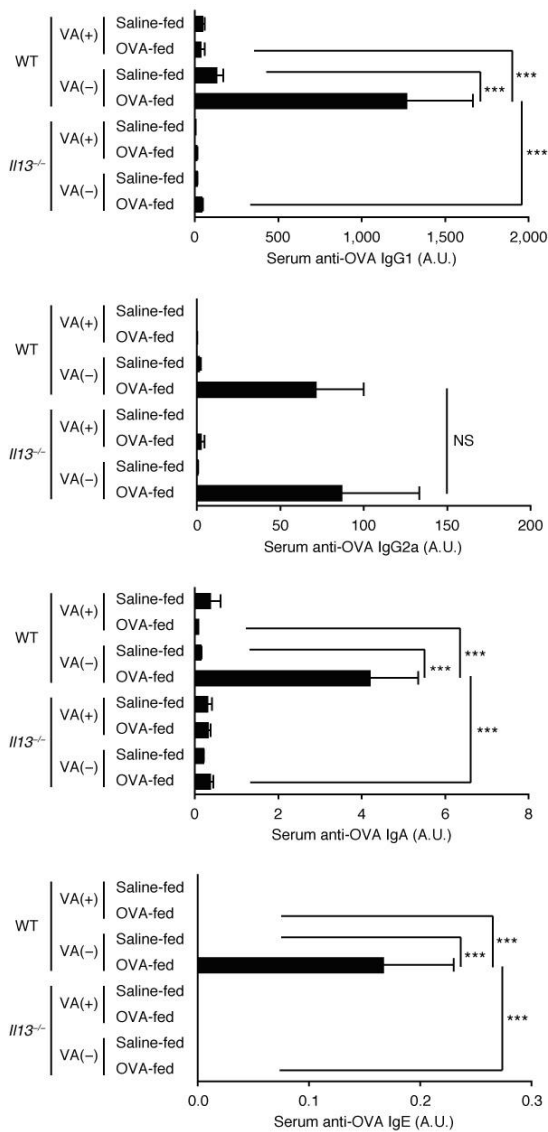 WT
VA(+)
Saline-fed
OVA-fed
VA(−)
Saline-fed
OVA-fed
Il13−/−
VA(+)
Saline-fed
OVA-fed
VA(−)
Saline-fed
OVA-fed
***
***
***
0 500 1,000 1,500 2,000
Serum anti-OVA IgG1 (A.U.)
WT
VA(+)
Saline-fed
OVA-fed
VA(−)
Saline-fed
OVA-fed
Il13−/−
VA(+)
Saline-fed
OVA-fed
VA(−)
Saline-fed
OVA-fed
NS
0 50 100 150 200
Serum anti-OVA IgG2a (A.U.)
WT
VA(+)
Saline-fed
OVA-fed
VA(−)
Saline-fed
OVA-fed
Il13−/−
VA(+)
Saline-fed
OVA-fed
VA(−)
Saline-fed
OVA-fed
***
***
***
0 2 4 6 8
Serum anti-OVA IgA (A.U.)
WT
VA(+)
Saline-fed
OVA-fed
VA(−)
Saline-fed
OVA-fed
Il13−/−
VA(+)
Saline-fed
OVA-fed
VA(−)
Saline-fed
OVA-fed
***
***
***
0.0 0.1 0.2 0.3
Serum anti-OVA IgE (A.U.)